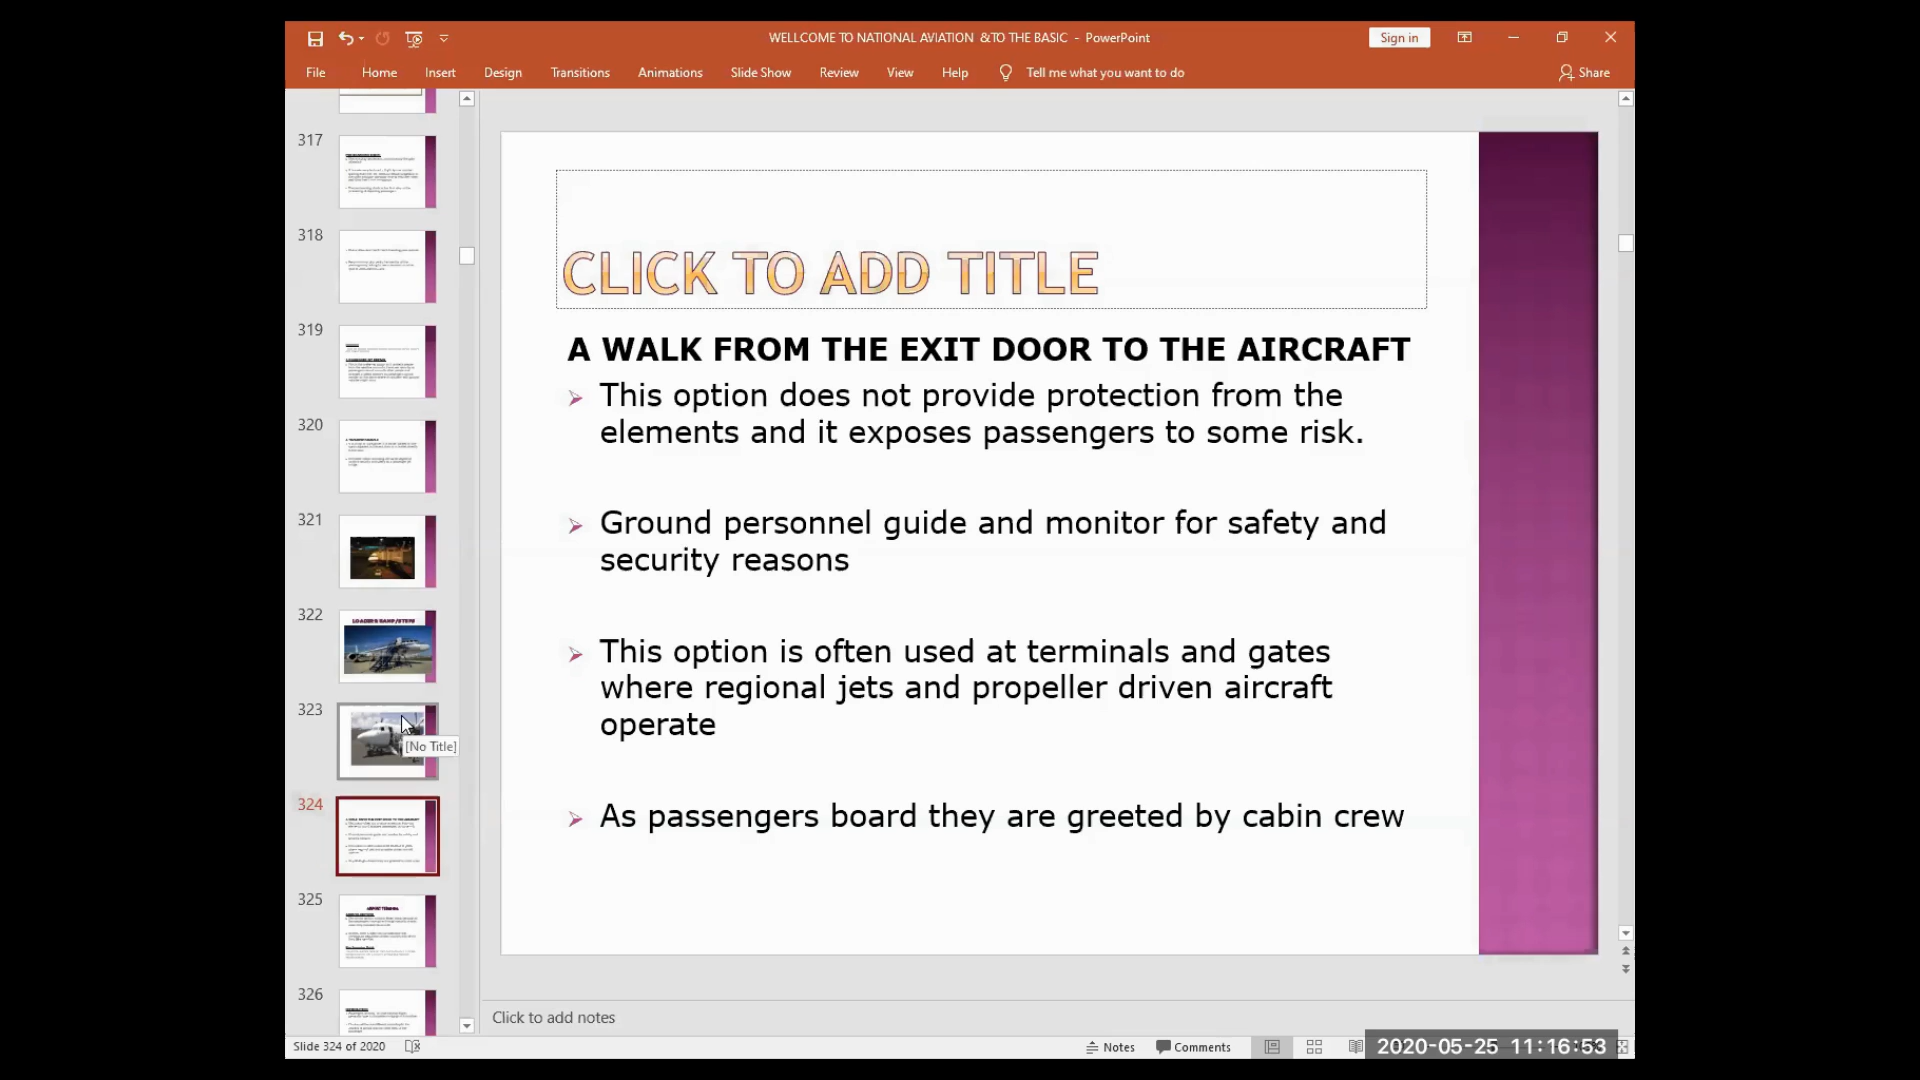 WELLCOME TO NATIONAL AVIATION &TO THE BASIC - PowerPoint
Sign in
File Home Insert Design Transitions Animations Slide Show Review View Help Tell me what you want to do
Share
317
318
319
320
321
322
LOADER'S RAMP/STEPS
323
[No Title]
324
325
AIRPORT TERMINAL
326
CLICK TO ADD TITLE
A WALK FROM THE EXIT DOOR TO THE AIRCRAFT
This option does not provide protection from the
elements and it exposes passengers to some risk.
Ground personnel guide and monitor for safety and
security reasons
This option is often used at terminals and gates
where regional jets and propeller driven aircraft
operate
As passengers board they are greeted by cabin crew
Click to add notes
Slide 324 of 2020
Notes Comments
2020-05-25 11:16:53